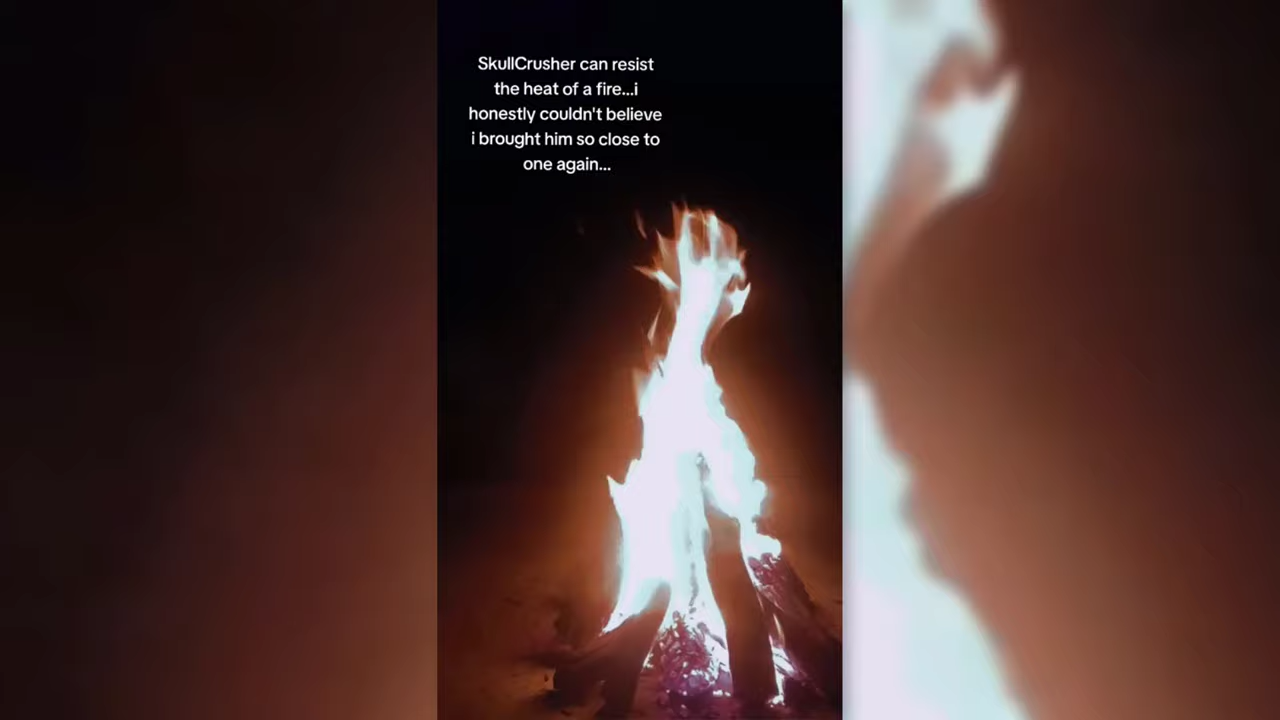 SkullCrusher can resist
the heat of a fire...i
honestly couldn't believe
i brought him so close to
one again...